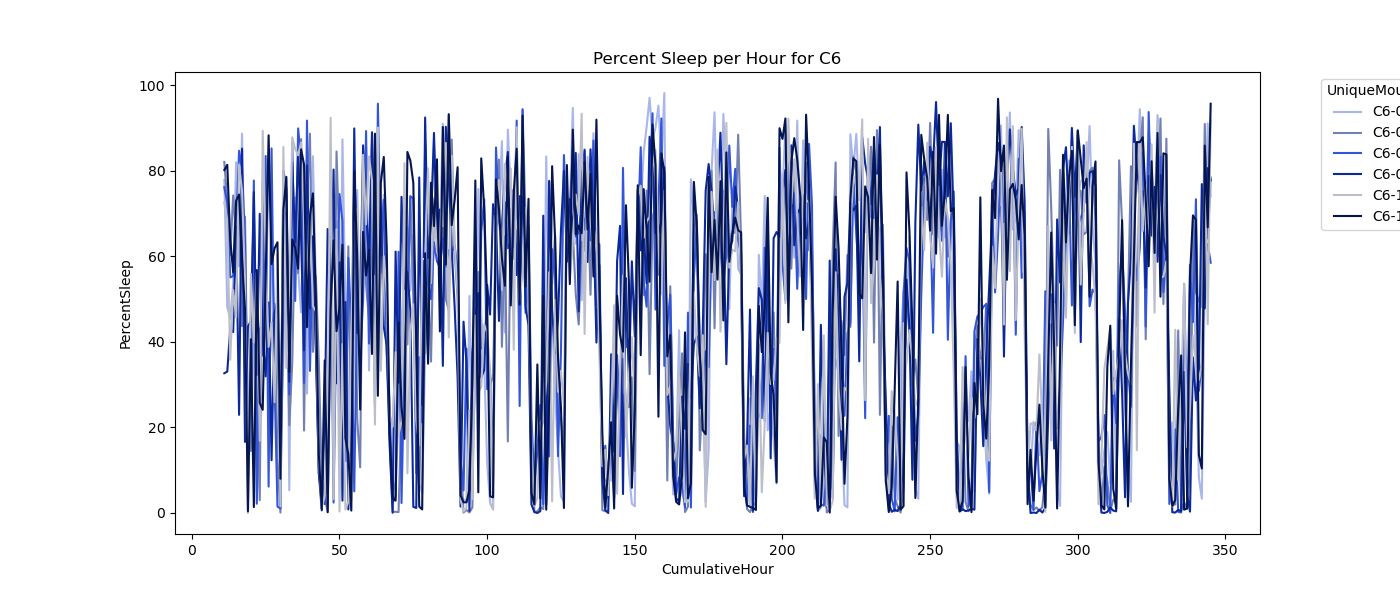 Percent Sleep per Hour for C6
PercentSleep
100
80
60
40
20
0
0
50
100
150
200
250
300
350
CumulativeHour
UniqueMou
C6-0
C6-0
C6-0
C6-0
C6-1
C6-1